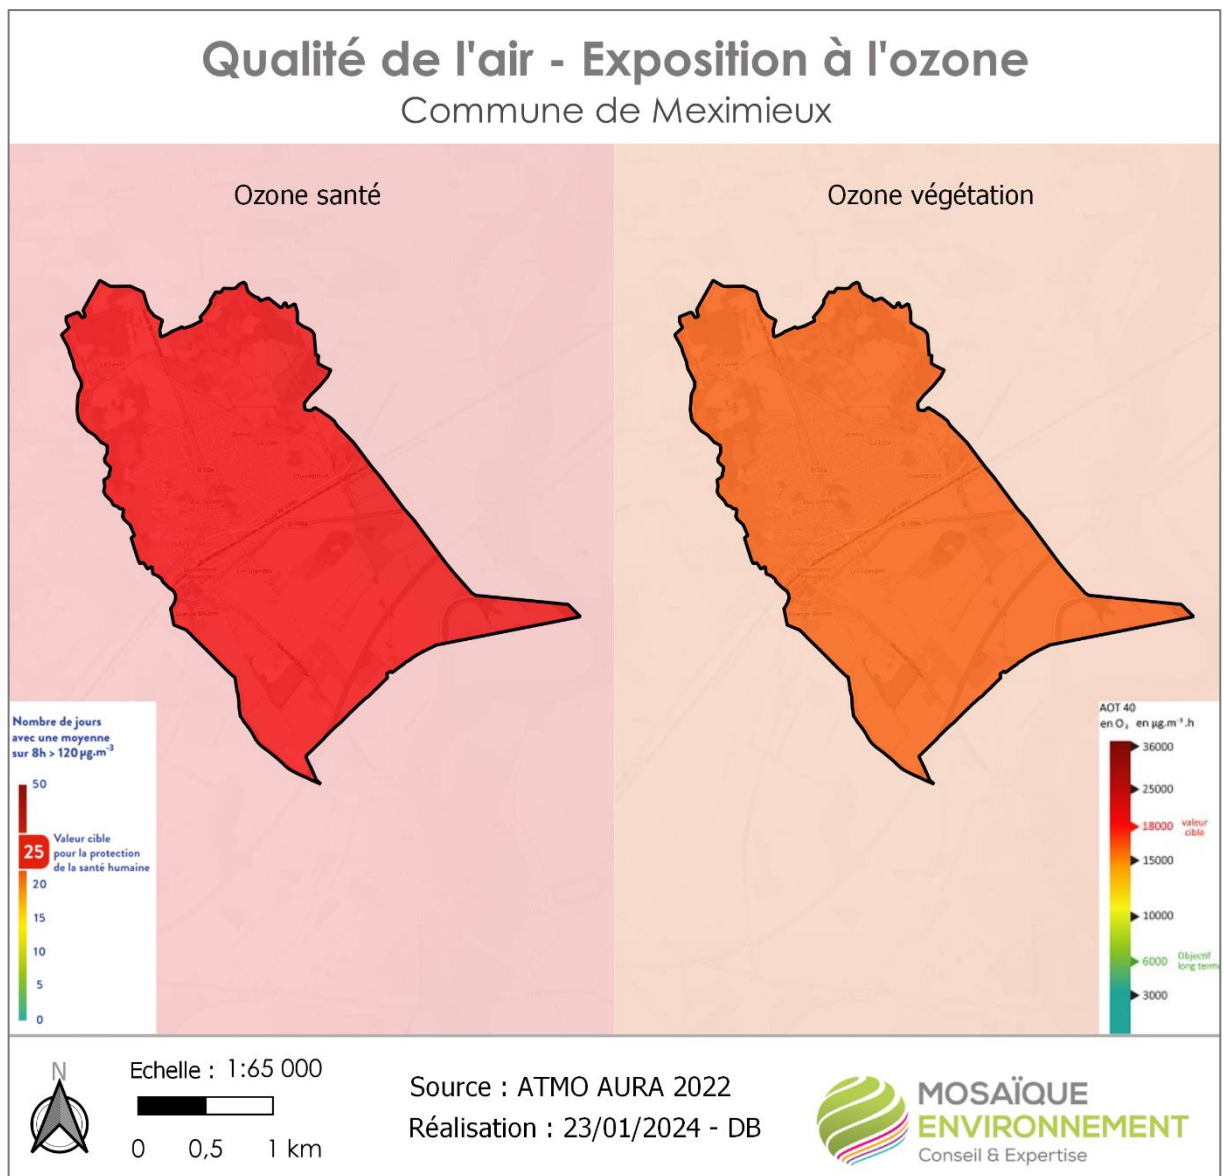 Qualité de l'air - Exposition à l'ozone
Commune de Meximieux
Ozone santé
Ozone végétation
Nombre de jours
avec une moyenne
sur 8h > 120 µg.m⁻³
50
25
Valeur cible
pour la protection
de la santé humaine
20
15
10
5
0
AOT 40
en O₃ en µg.m⁻³.h
36000
25000
18000 valeur
cible
15000
10000
6000 Objectif
long terme
3000
N
Echelle : 1:65 000
0 0,5 1 km
Source : ATMO AURA 2022
Réalisation : 23/01/2024 - DB
MOSAÏQUE
ENVIRONNEMENT
Conseil & Expertise